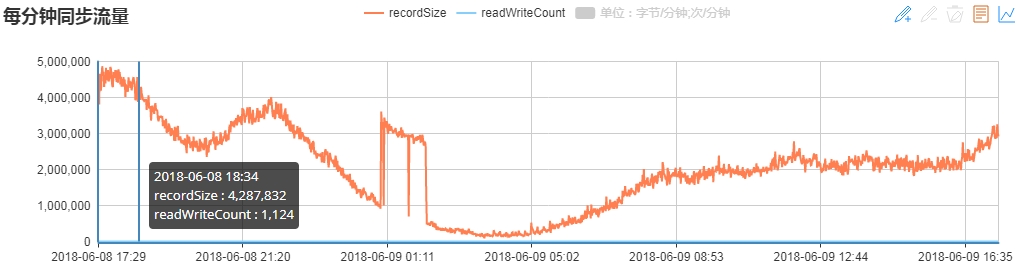 每分钟同步流量
recordSize readWriteCount 单位：字节/分钟;次/分钟
5,000,000
4,000,000
3,000,000
2,000,000
1,000,000
0
2018-06-08 18:34
recordSize : 4,287,832
readWriteCount : 1,124
2018-06-08 17:29 2018-06-08 21:20 2018-06-09 01:11 2018-06-09 05:02 2018-06-09 08:53 2018-06-09 12:44 2018-06-09 16:35